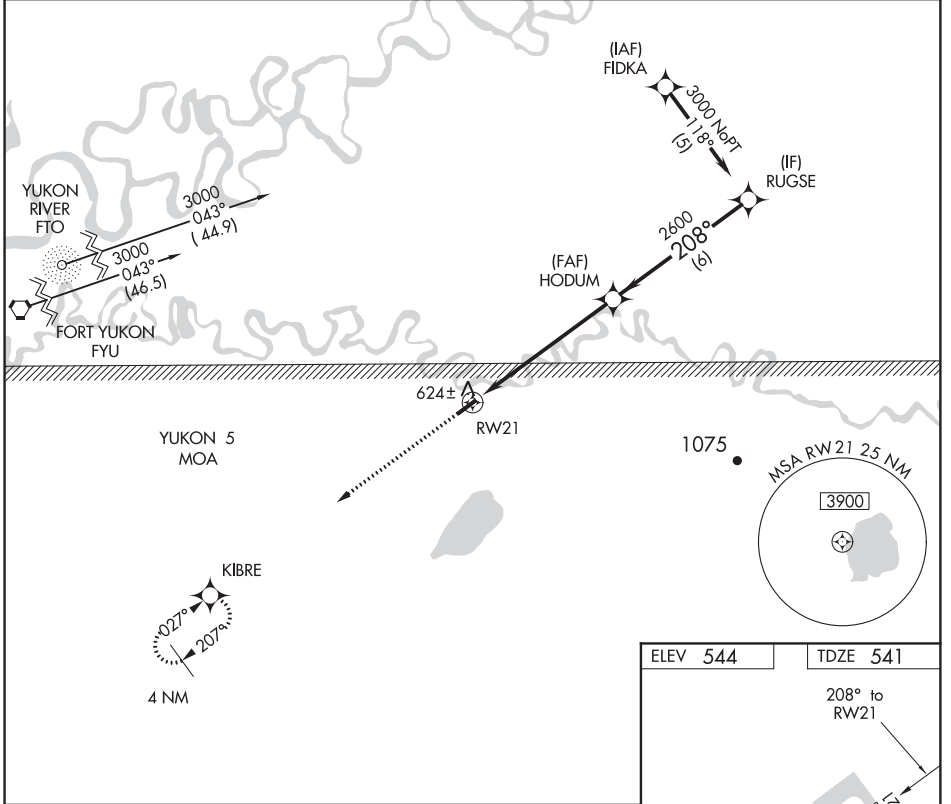 (IAF)
FIDKA
3000 NoPT
118°
(5)
(IF)
RUGSE
YUKON
RIVER
FTO
3000
043°
( 44.9)
3000
043°
(46.5)
2600
208°
(6)
(FAF)
HODUM
FORT YUKON
FYU
624±
RW21
YUKON 5
MOA
1075
MSA RW21 25 NM
3900
KIBRE
027°
207°
4 NM
ELEV 544
TDZE 541
208° to
RW21